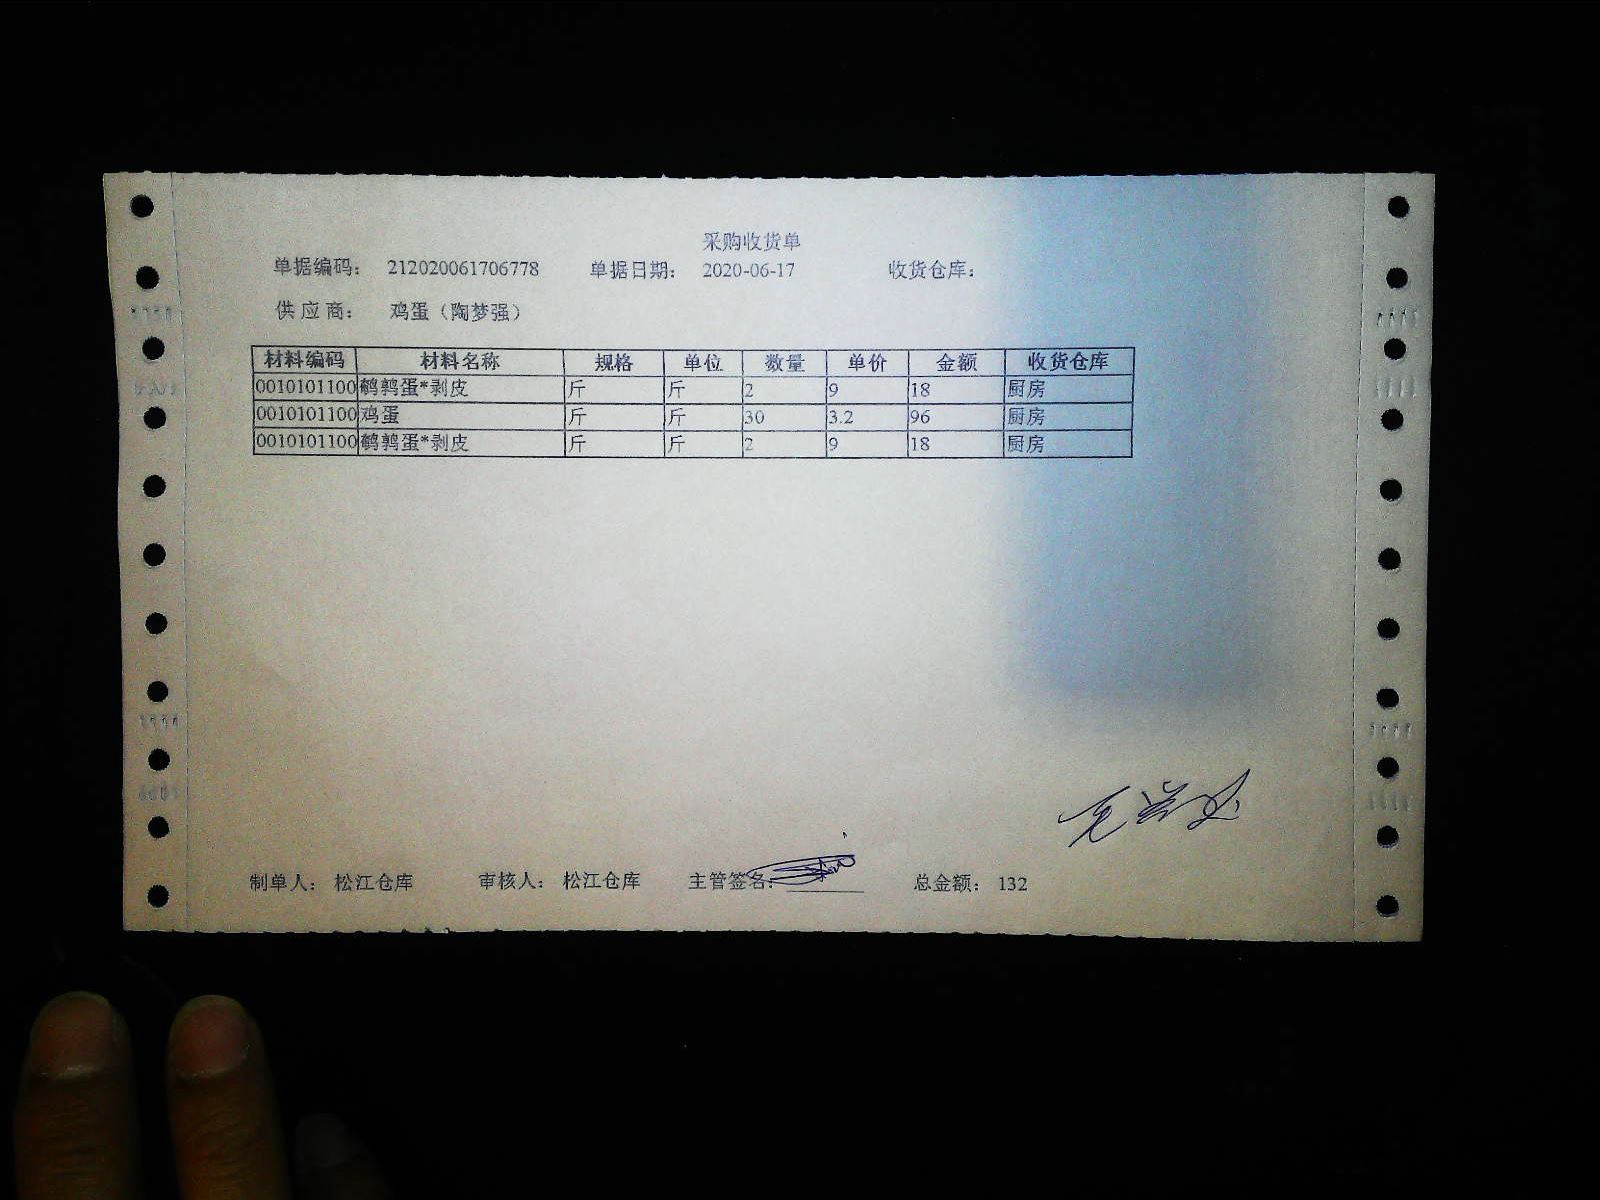 采购收货单
单据编码: 212020061706778 单据日期: 2020-06-17 收货仓库:
供应商: 鸡蛋（陶梦强）
材料编码 材料名称 规格 单位 数量 单价 金额 收货仓库
0010101100 鹌鹑蛋*剥皮 斤 斤 2 9 18 厨房
0010101100 鸡蛋 斤 斤 30 3.2 96 厨房
0010101100 鹌鹑蛋*剥皮 斤 斤 2 9 18 厨房
制单人: 松江仓库 审核人: 松江仓库 主管签名: 总金额: 132